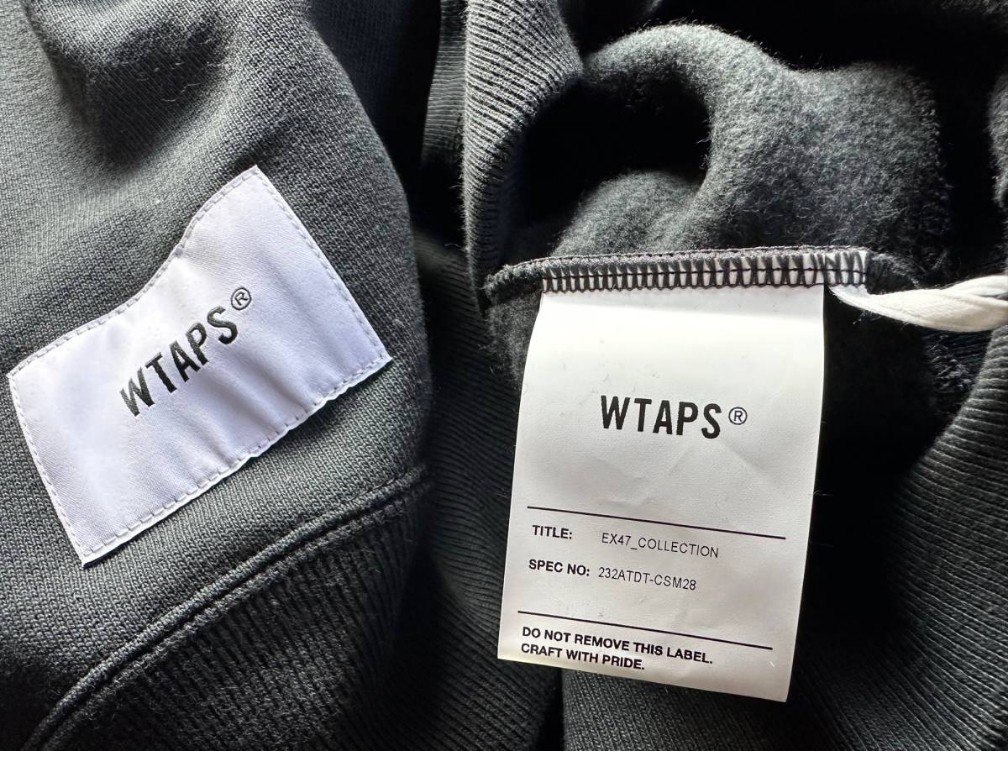 WTAPS®
WTAPS®
TITLE: EX47_COLLECTION
SPEC NO: 232ATDT-CSM28
DO NOT REMOVE THIS LABEL.
CRAFT WITH PRIDE.